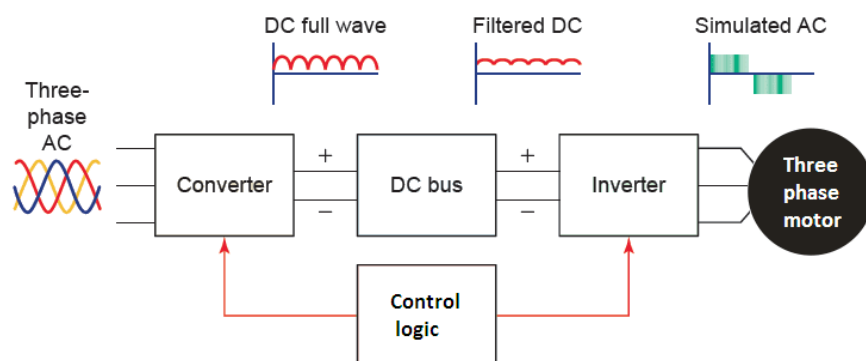 DC full wave
Filtered DC
Simulated AC
Three-
phase
AC
+
+
Converter
DC bus
Inverter
Three
phase
motor
−
−
Control
logic